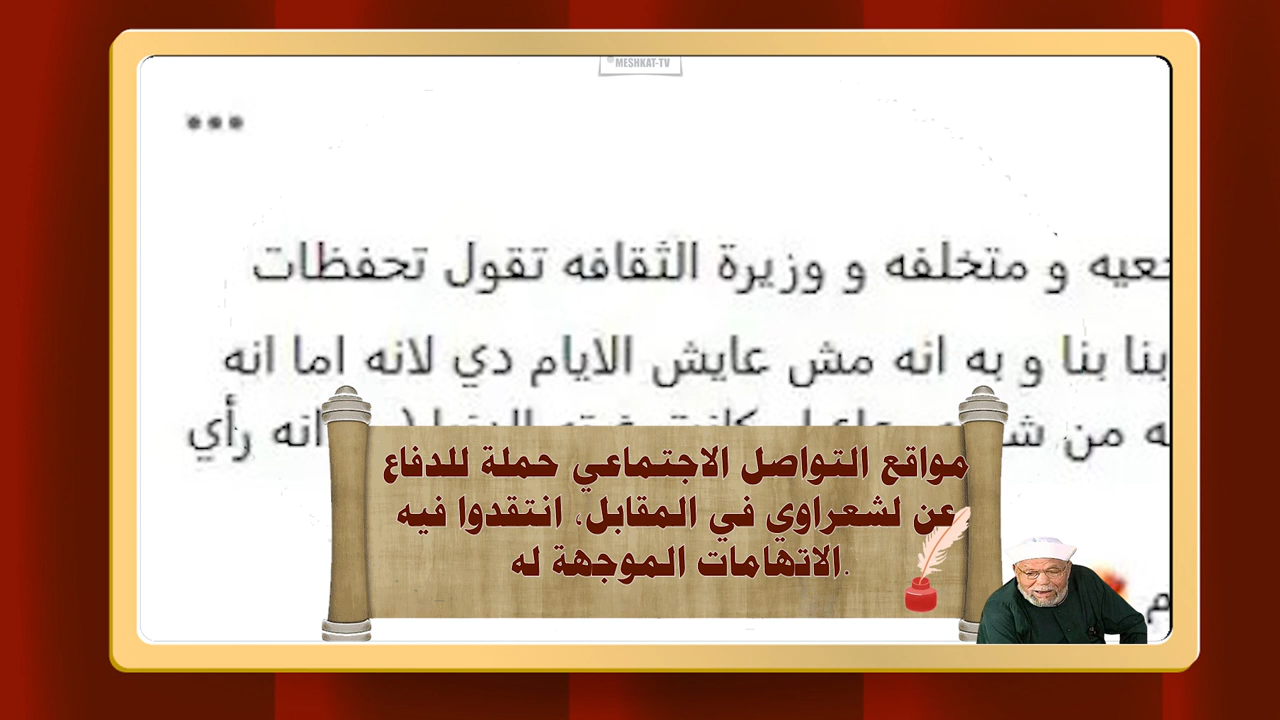 MESHKAT-TV
و متخلفه و وزيرة الثقافه تقول تحفظات
بنا بنا و به انه مش عايش الايام دي لانه اما انه
من انه رأي
مواقع التواصل الاجتماعي حملة للدفاع
عن لشعراوي في المقابل، انتقدوا فيه
الاتهامات الموجهة له.